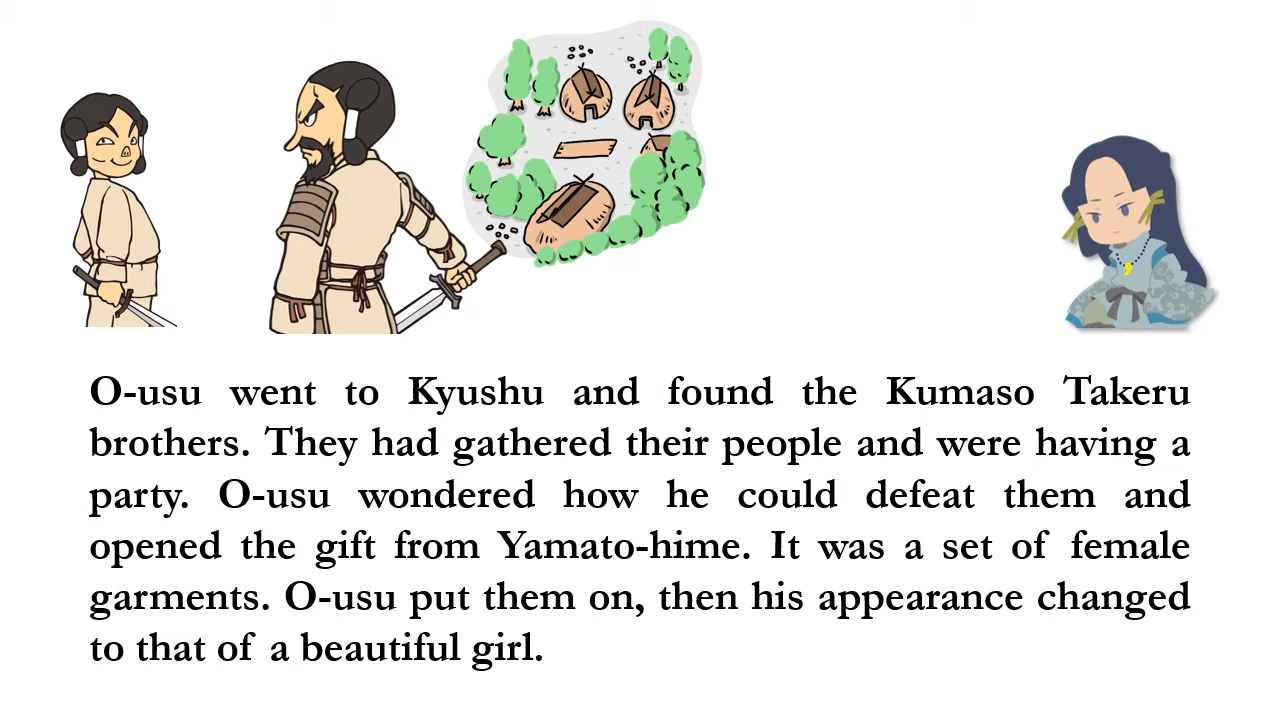 O-usu went to Kyushu and found the Kumaso Takeru
brothers. They had gathered their people and were having a
party. O-usu wondered how he could defeat them and
opened the gift from Yamato-hime. It was a set of female
garments. O-usu put them on, then his appearance changed
to that of a beautiful girl.